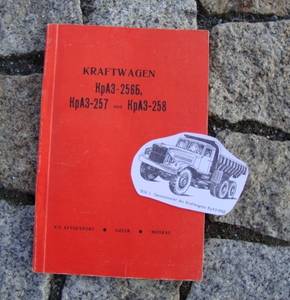 KRAFTWAGEN
КрАЗ-256Б,
КрАЗ-257 und КрАЗ-258
V/O AVTOEXPORT ● UdSSR ● MOSKAU